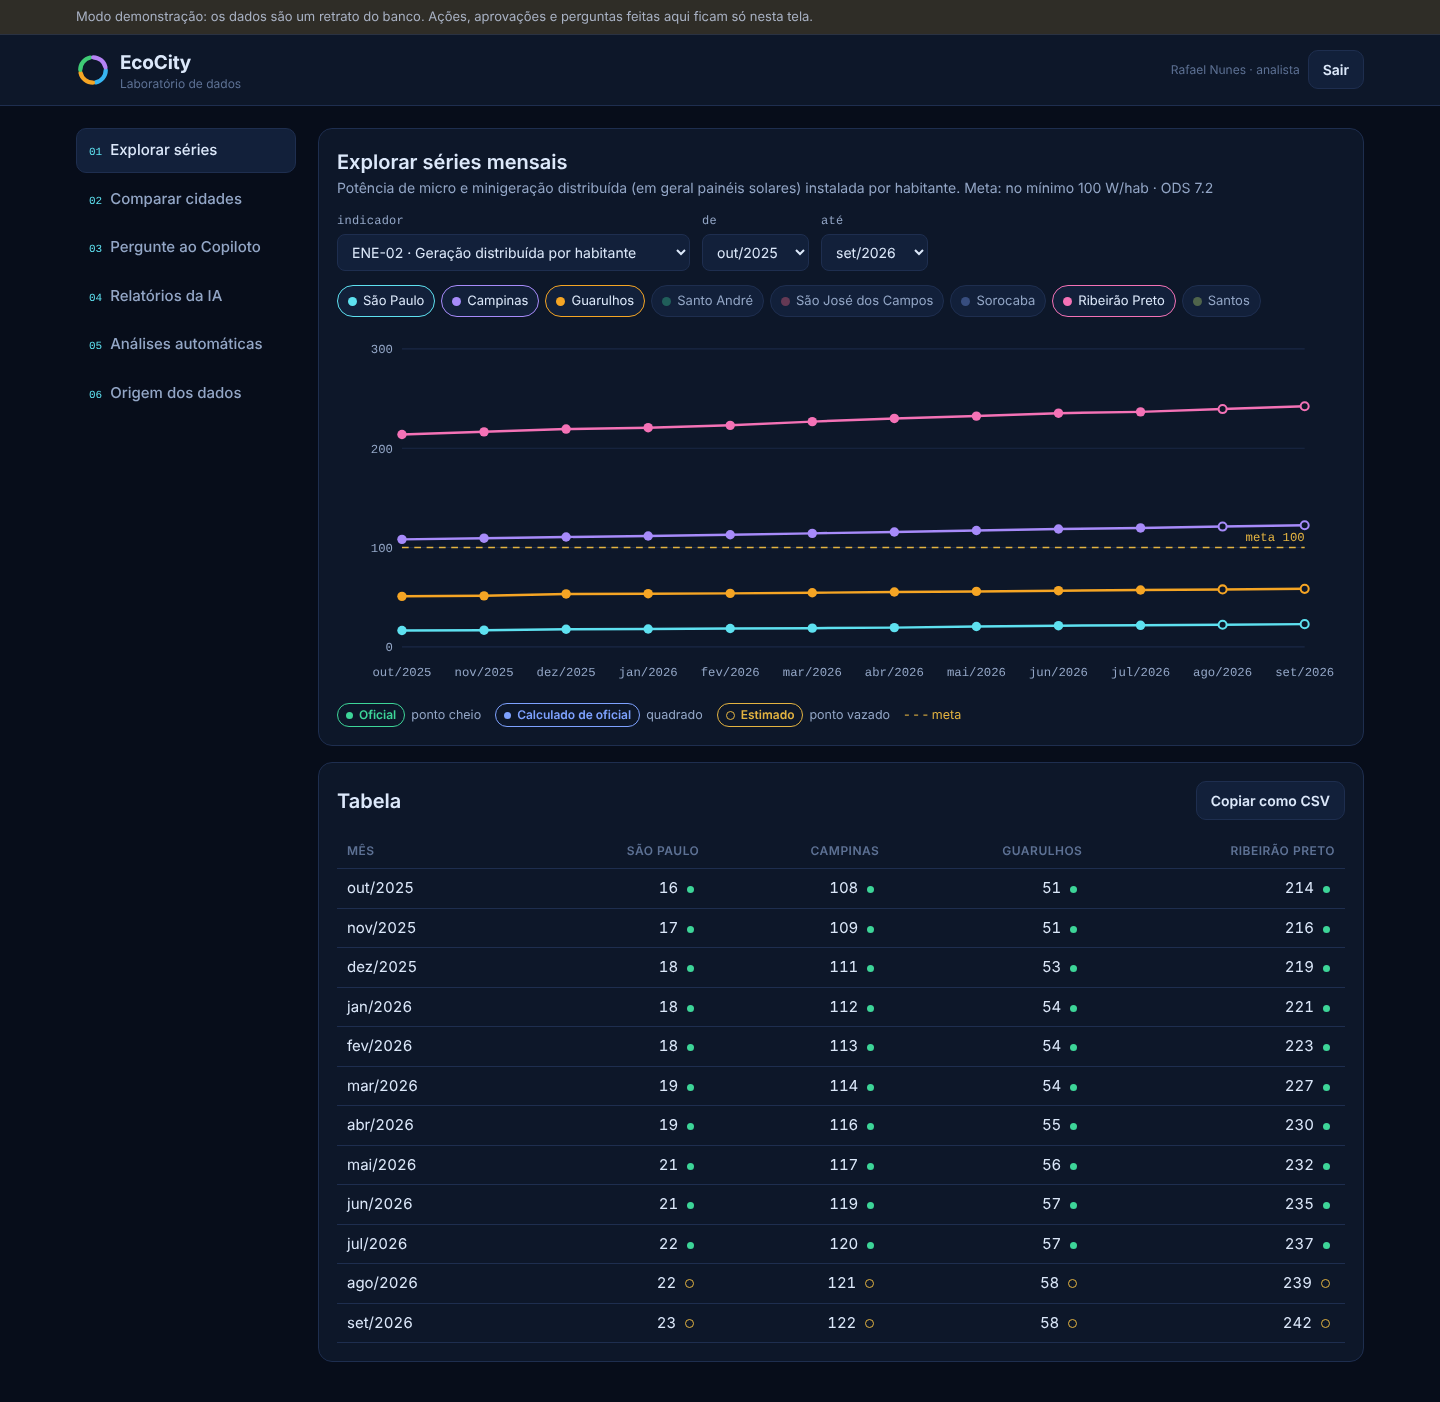 Modo demonstração: os dados são um retrato do banco. Ações, aprovações e perguntas feitas aqui ficam só nesta tela.
EcoCity
Laboratório de dados
Rafael Nunes · analista
Sair
01 Explorar séries
02 Comparar cidades
03 Pergunte ao Copiloto
04 Relatórios da IA
05 Análises automáticas
06 Origem dos dados
Explorar séries mensais
Potência de micro e minigeração distribuída (em geral painéis solares) instalada por habitante. Meta: no mínimo 100 W/hab · ODS 7.2
indicador de até
ENE-02 · Geração distribuída por habitante out/2025 set/2026
São Paulo Campinas Guarulhos Santo André São José dos Campos Sorocaba Ribeirão Preto Santos
300
200
100
meta 100
0
out/2025 nov/2025 dez/2025 jan/2026 fev/2026 mar/2026 abr/2026 mai/2026 jun/2026 jul/2026 ago/2026 set/2026
Oficial ponto cheio Calculado de oficial quadrado Estimado ponto vazado - - - meta
Tabela
Copiar como CSV
MÊS SÃO PAULO CAMPINAS GUARULHOS RIBEIRÃO PRETO
out/2025 16 108 51 214
nov/2025 17 109 51 216
dez/2025 18 111 53 219
jan/2026 18 112 54 221
fev/2026 18 113 54 223
mar/2026 19 114 54 227
abr/2026 19 116 55 230
mai/2026 21 117 56 232
jun/2026 21 119 57 235
jul/2026 22 120 57 237
ago/2026 22 121 58 239
set/2026 23 122 58 242